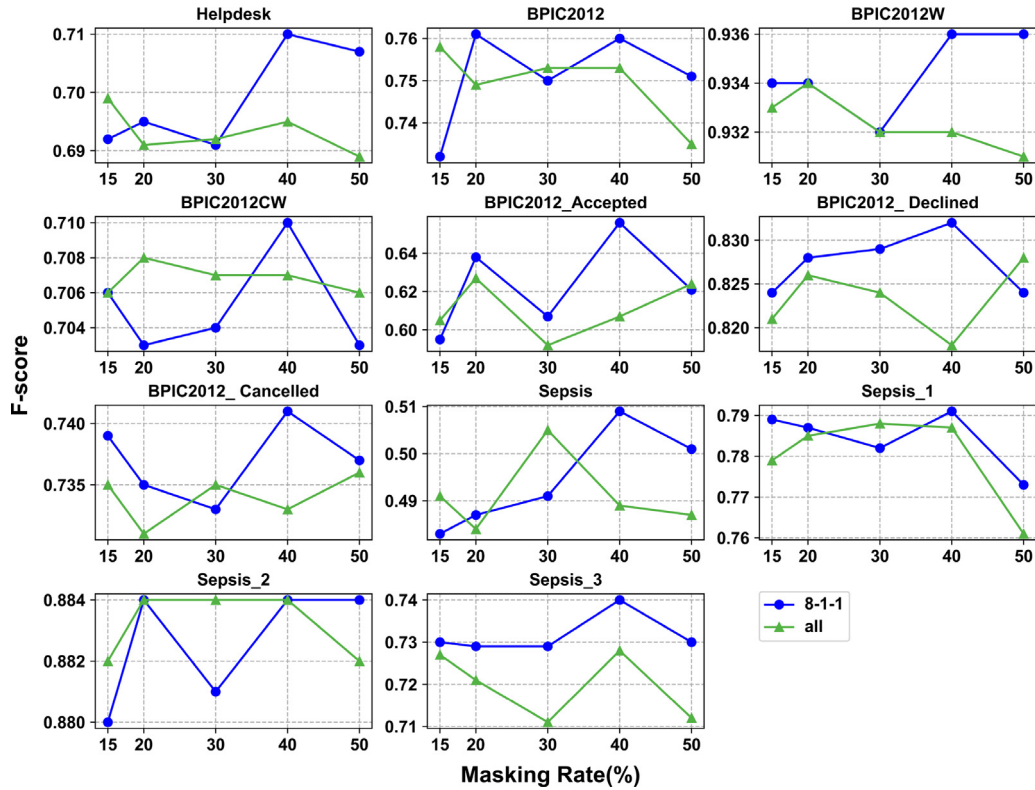 Helpdesk
BPIC2012
BPIC2012W
0.71
0.70
0.69
15 20 30 40 50
0.76
0.75
0.74
15 20 30 40 50
0.936
0.934
0.932
15 20 30 40 50
BPIC2012CW
BPIC2012_Accepted
BPIC2012_ Declined
0.710
0.708
0.706
0.704
15 20 30 40 50
0.64
0.62
0.60
15 20 30 40 50
0.830
0.825
0.820
15 20 30 40 50
F-score
BPIC2012_ Cancelled
Sepsis
Sepsis_1
0.740
0.735
15 20 30 40 50
0.51
0.50
0.49
15 20 30 40 50
0.79
0.78
0.77
0.76
15 20 30 40 50
Sepsis_2
Sepsis_3
0.884
0.882
0.880
15 20 30 40 50
0.74
0.73
0.72
0.71
15 20 30 40 50
8-1-1
all
Masking Rate(%)